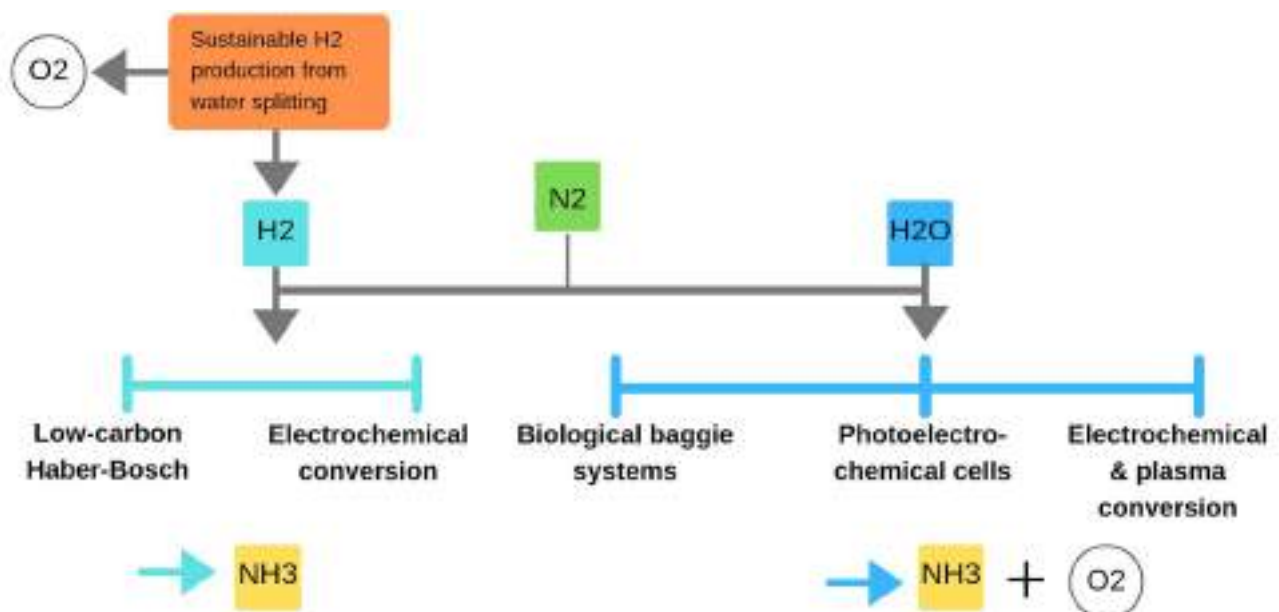 Sustainable H2
production from
water splitting
O2
H2
N2
H2O
Low-carbon
Haber-Bosch
Electrochemical
conversion
Biological baggie
systems
Photoelectro-
chemical cells
Electrochemical
& plasma
conversion
NH3
NH3 + O2